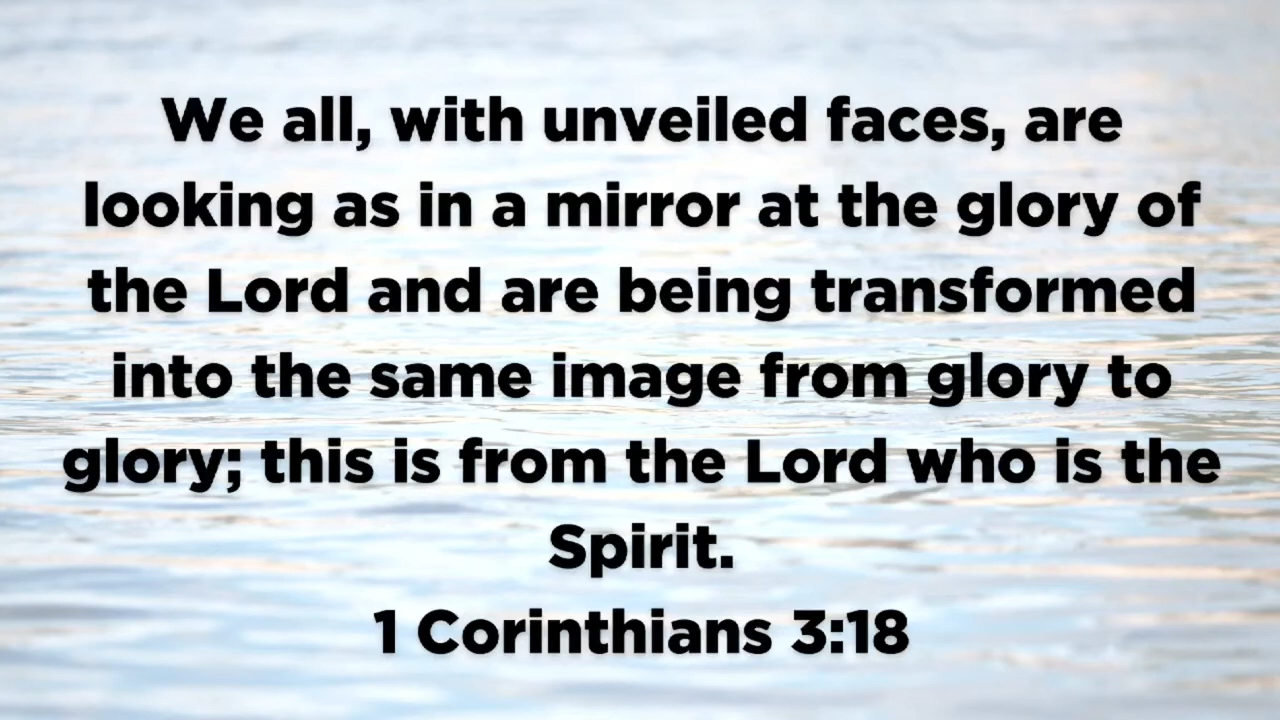 We all, with unveiled faces, are
looking as in a mirror at the glory of
the Lord and are being transformed
into the same image from glory to
glory; this is from the Lord who is the
Spirit.
1 Corinthians 3:18